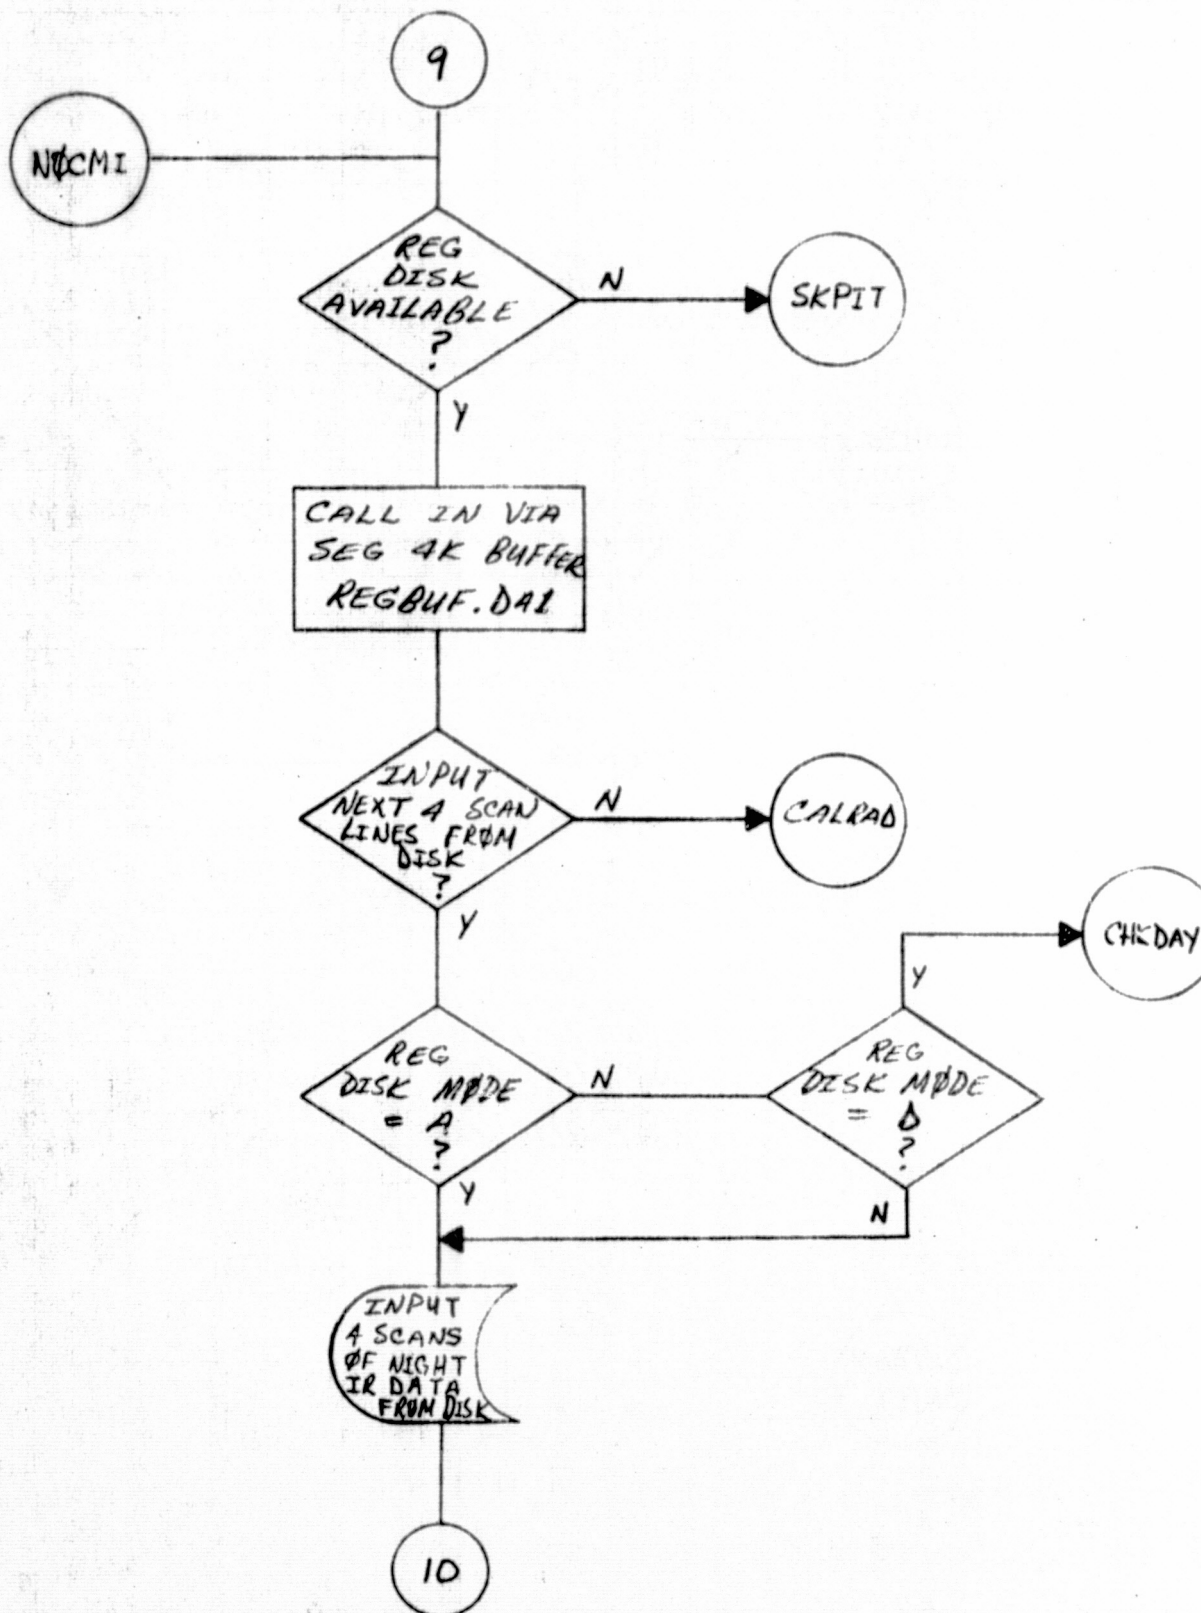 9
NØCMI
REG
DISK
AVAILABLE
?
N
SKPIT
Y
CALL IN VIA
SEG 4K BUFFER
REGBUF.DA1
INPUT
NEXT 4 SCAN
LINES FRØM
DISK
?
N
CALRAD
Y
CHKDAY
Y
REG
DISK MØDE
= A
?
N
REG
DISK MØDE
= D
?
Y
N
INPUT
4 SCANS
ØF NIGHT
IR DATA
FRØM DISK
10